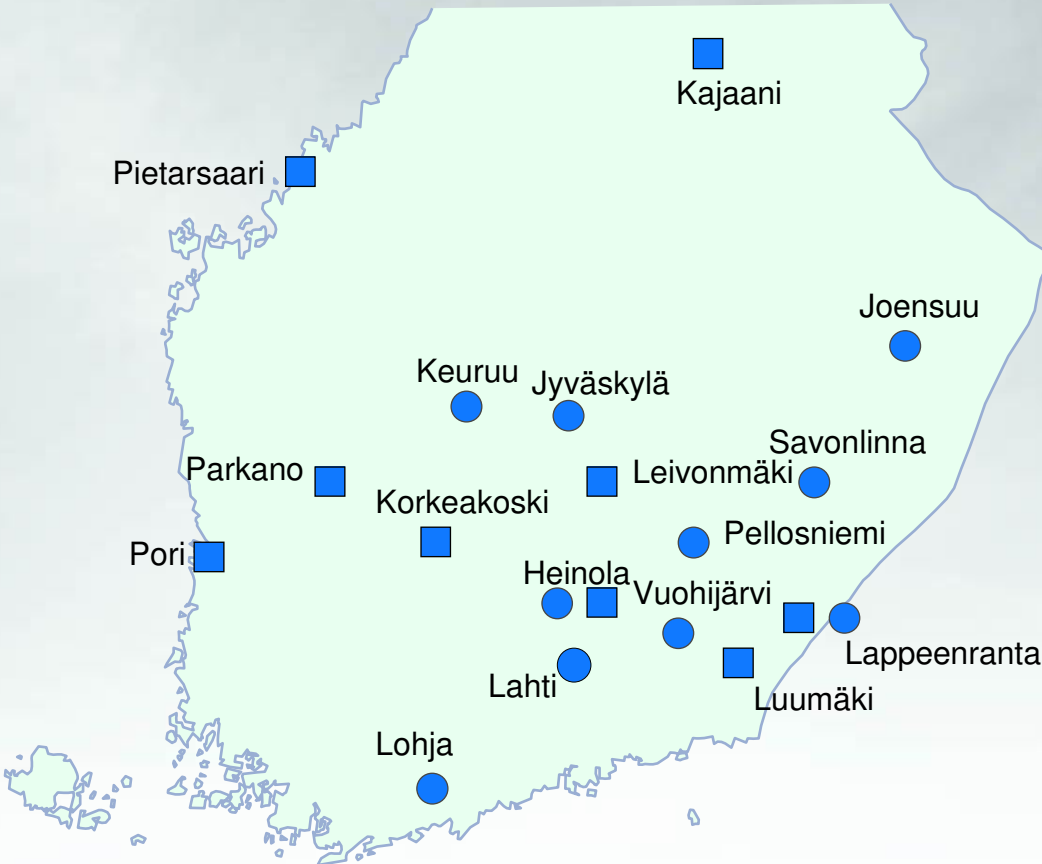 Kajaani
Pietarsaari
Joensuu
Keuruu
Jyväskylä
Savonlinna
Parkano
Leivonmäki
Korkeakoski
Pellosniemi
Pori
Heinola
Vuohijärvi
Lappeenranta
Lahti
Luumäki
Lohja